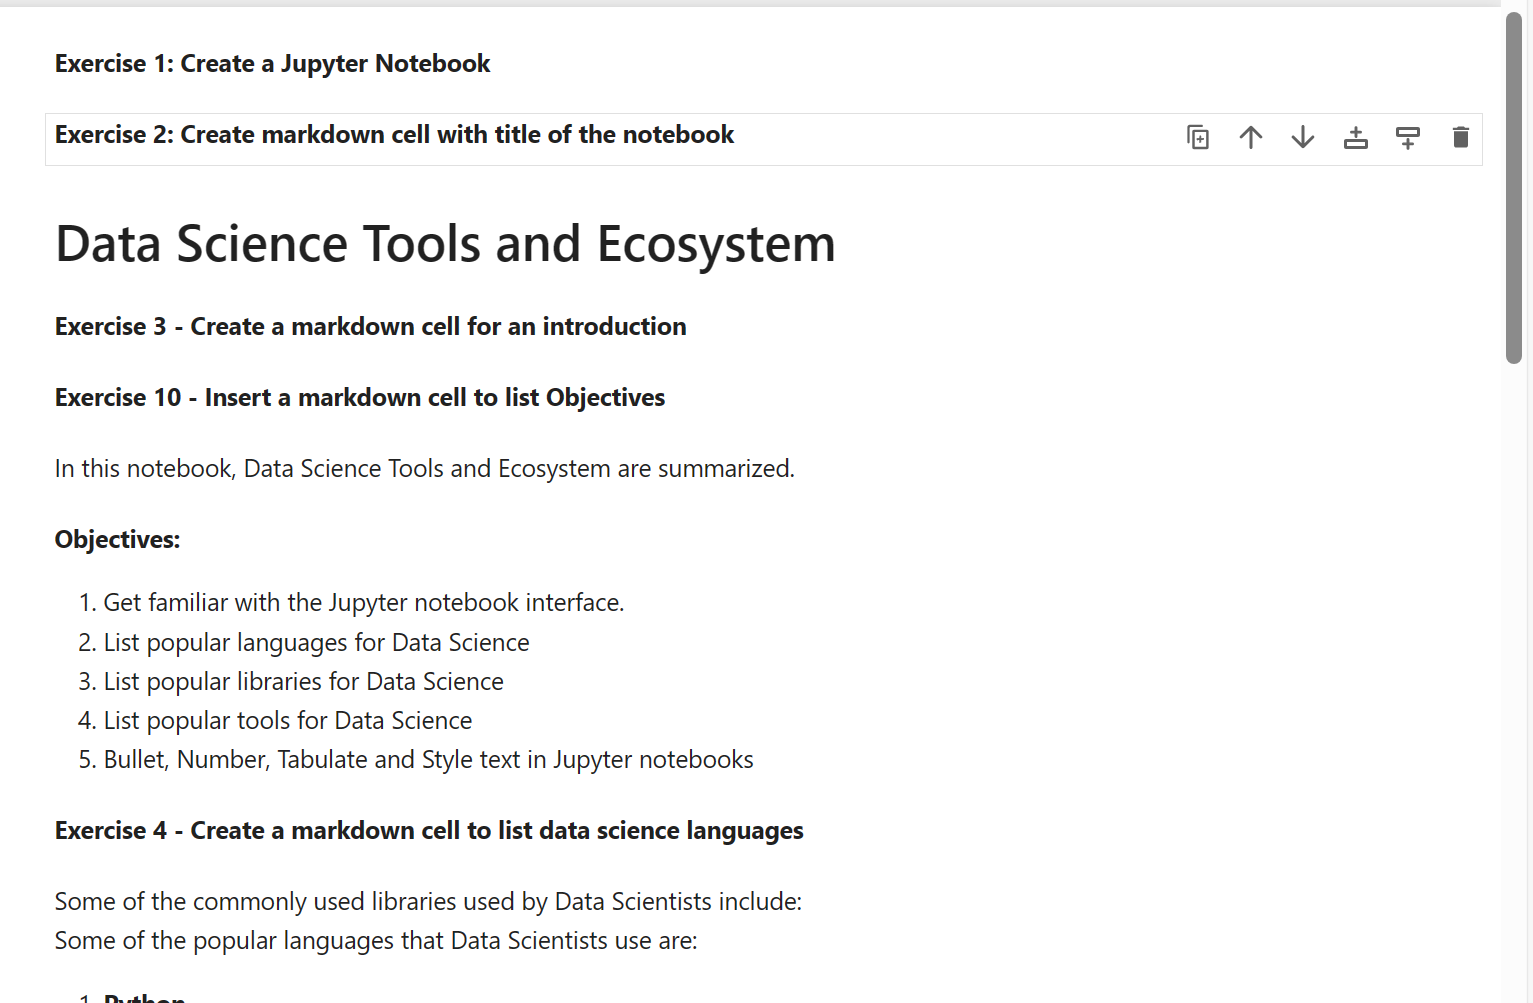 Exercise 1: Create a Jupyter Notebook
Exercise 2: Create markdown cell with title of the notebook
Data Science Tools and Ecosystem
Exercise 3 - Create a markdown cell for an introduction
Exercise 10 - Insert a markdown cell to list Objectives
In this notebook, Data Science Tools and Ecosystem are summarized.
Objectives:
1. Get familiar with the Jupyter notebook interface.
2. List popular languages for Data Science
3. List popular libraries for Data Science
4. List popular tools for Data Science
5. Bullet, Number, Tabulate and Style text in Jupyter notebooks
Exercise 4 - Create a markdown cell to list data science languages
Some of the commonly used libraries used by Data Scientists include:
Some of the popular languages that Data Scientists use are:
1. Python